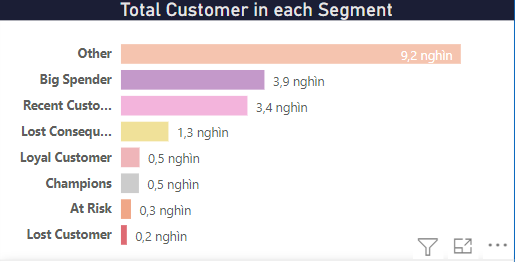 Total Customer in each Segment
Other 9,2 nghìn
Big Spender 3,9 nghìn
Recent Custo... 3,4 nghìn
Lost Consequ... 1,3 nghìn
Loyal Customer 0,5 nghìn
Champions 0,5 nghìn
At Risk 0,3 nghìn
Lost Customer 0,2 nghìn